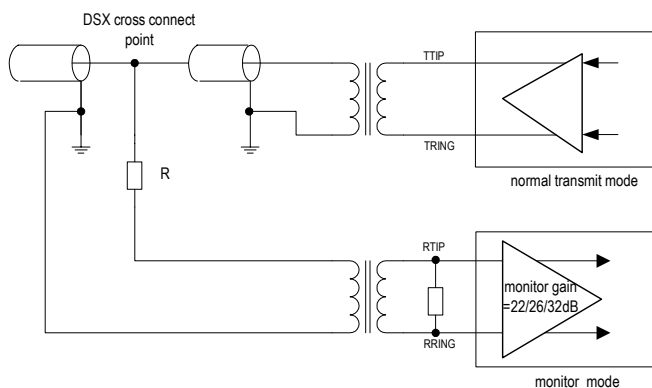 DSX cross connect
point
TTIP
TRING
normal transmit mode
R
RTIP
monitor gain
=22/26/32dB
RRING
monitor mode